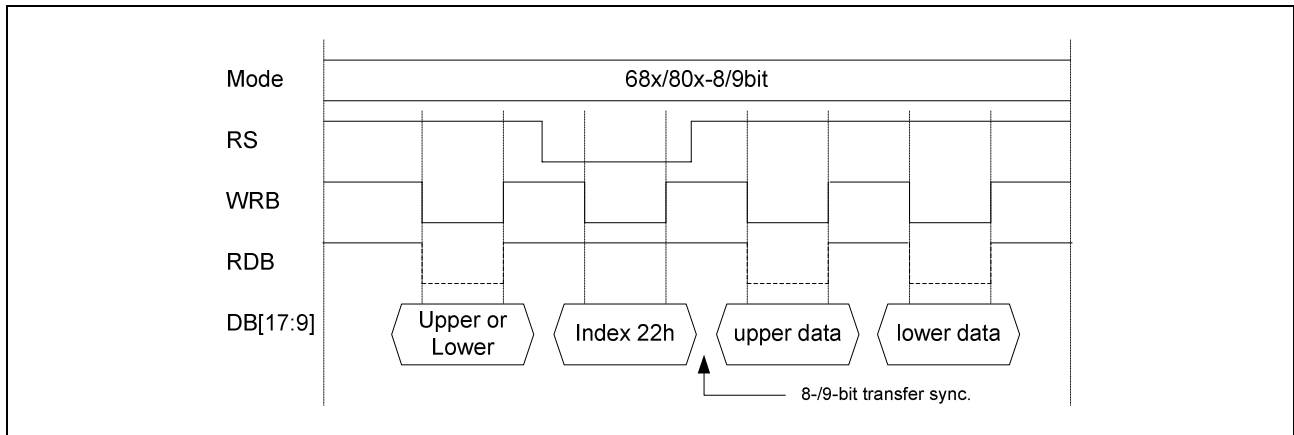 Mode
68x/80x-8/9bit
RS
WRB
RDB
DB[17:9]
Upper or
Lower
Index 22h
upper data
lower data
8-/9-bit transfer sync.